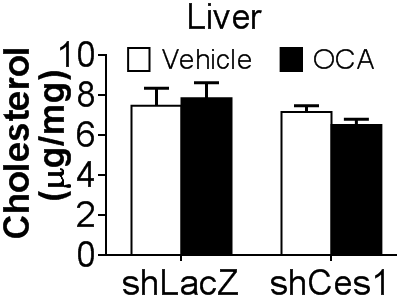 Liver
Cholesterol
(μg/mg)
10
8
6
4
2
0
Vehicle
OCA
shLacZ
shCes1